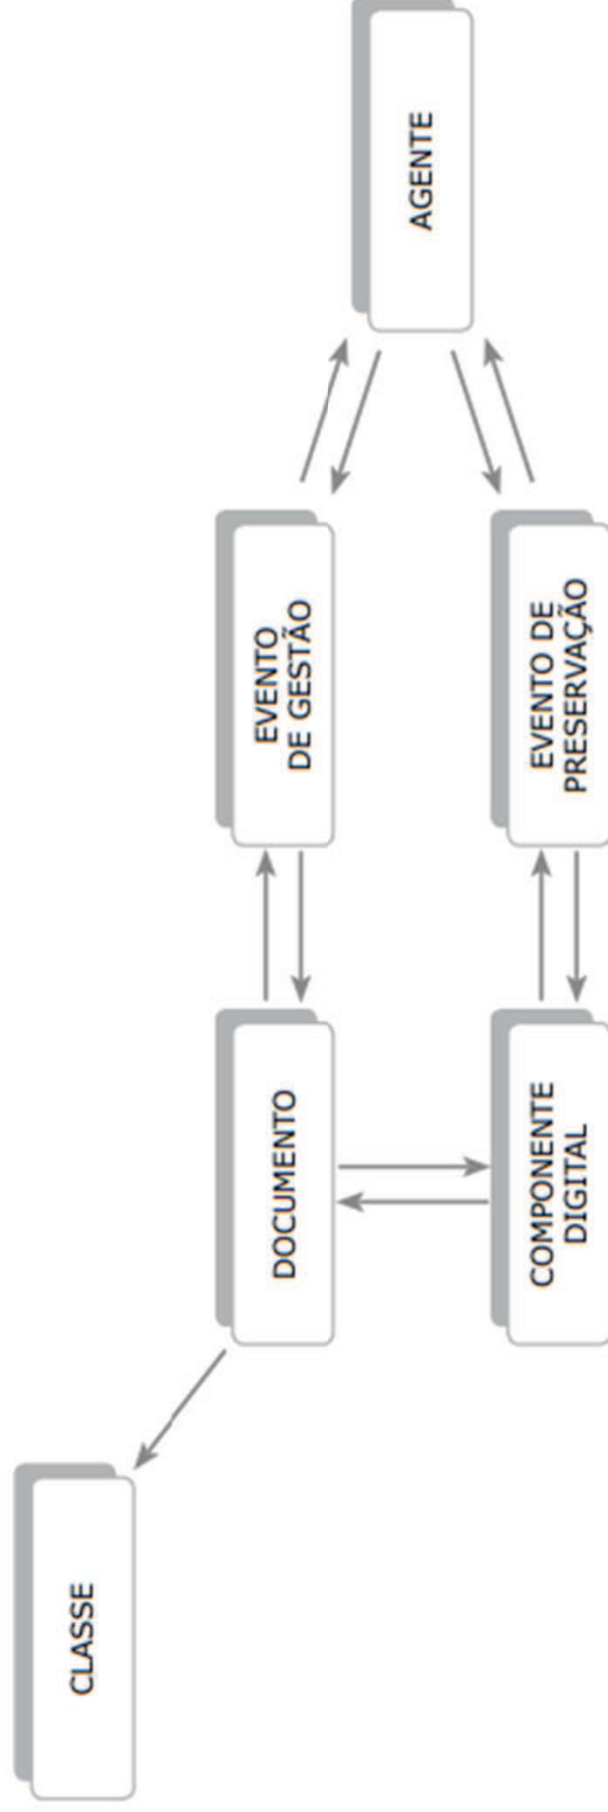 CLASSE
DOCUMENTO
EVENTO
DE GESTÃO
AGENTE
COMPONENTE
DIGITAL
EVENTO DE
PRESERVAÇÃO